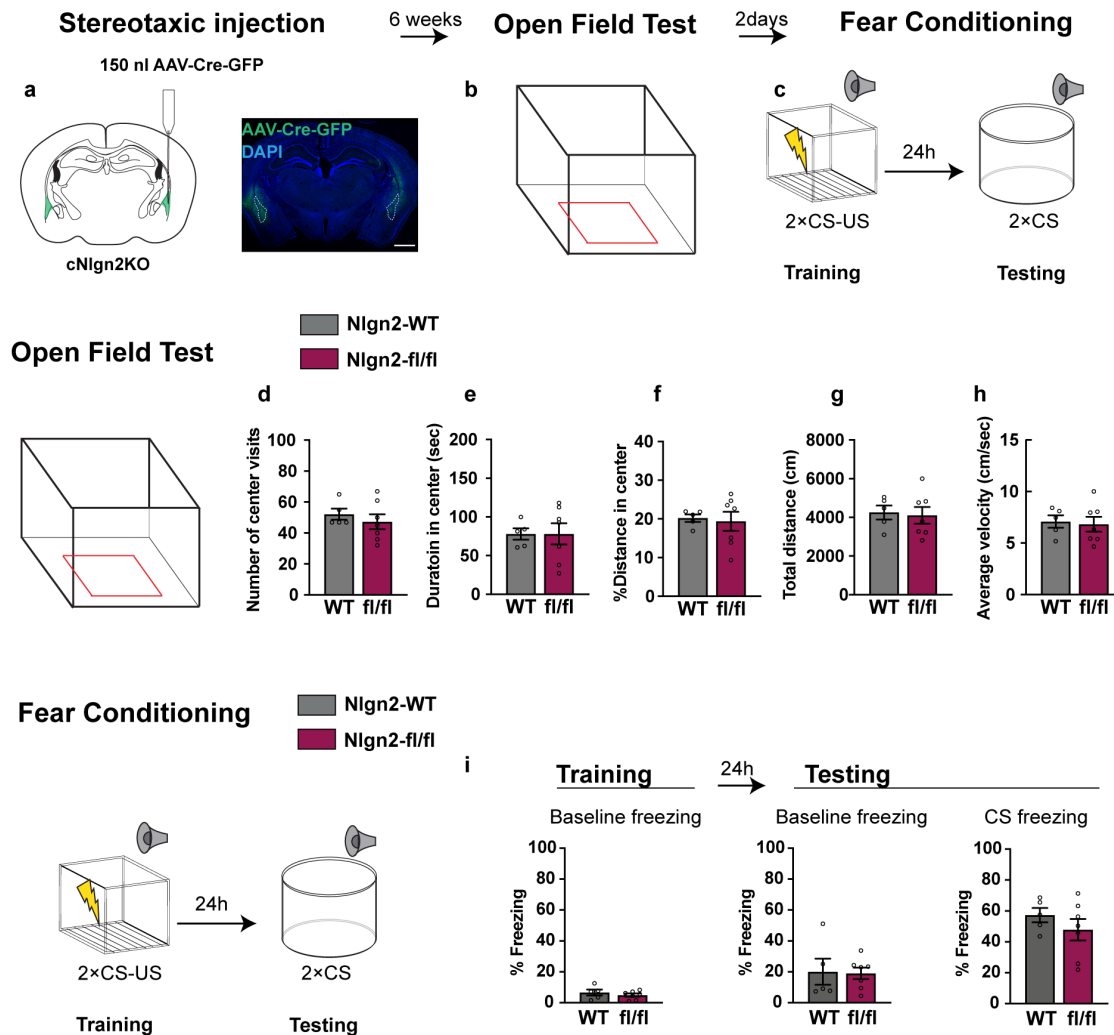 Stereotaxic injection
6 weeks
Open Field Test
2days
Fear Conditioning
150 nl AAV-Cre-GFP
a
AAV-Cre-GFP
DAPI
cNlgn2KO
b
c
24h
2×CS-US
2×CS
Training
Testing
Open Field Test
Nlgn2-WT
Nlgn2-fl/fl
d
Number of center visits
100
80
60
40
20
0
WT fl/fl
e
Duratoin in center (sec)
200
150
100
50
0
WT fl/fl
f
%Distance in center
40
30
20
10
0
WT fl/fl
g
Total distance (cm)
8000
6000
4000
2000
0
WT fl/fl
h
Average velocity (cm/sec)
15
10
5
0
WT fl/fl
Fear Conditioning
Nlgn2-WT
Nlgn2-fl/fl
24h
2×CS-US
2×CS
Training
Testing
i
Training
24h
Testing
Baseline freezing
% Freezing
100
80
60
40
20
0
WT fl/fl
Baseline freezing
% Freezing
100
80
60
40
20
0
WT fl/fl
CS freezing
% Freezing
100
80
60
40
20
0
WT fl/fl